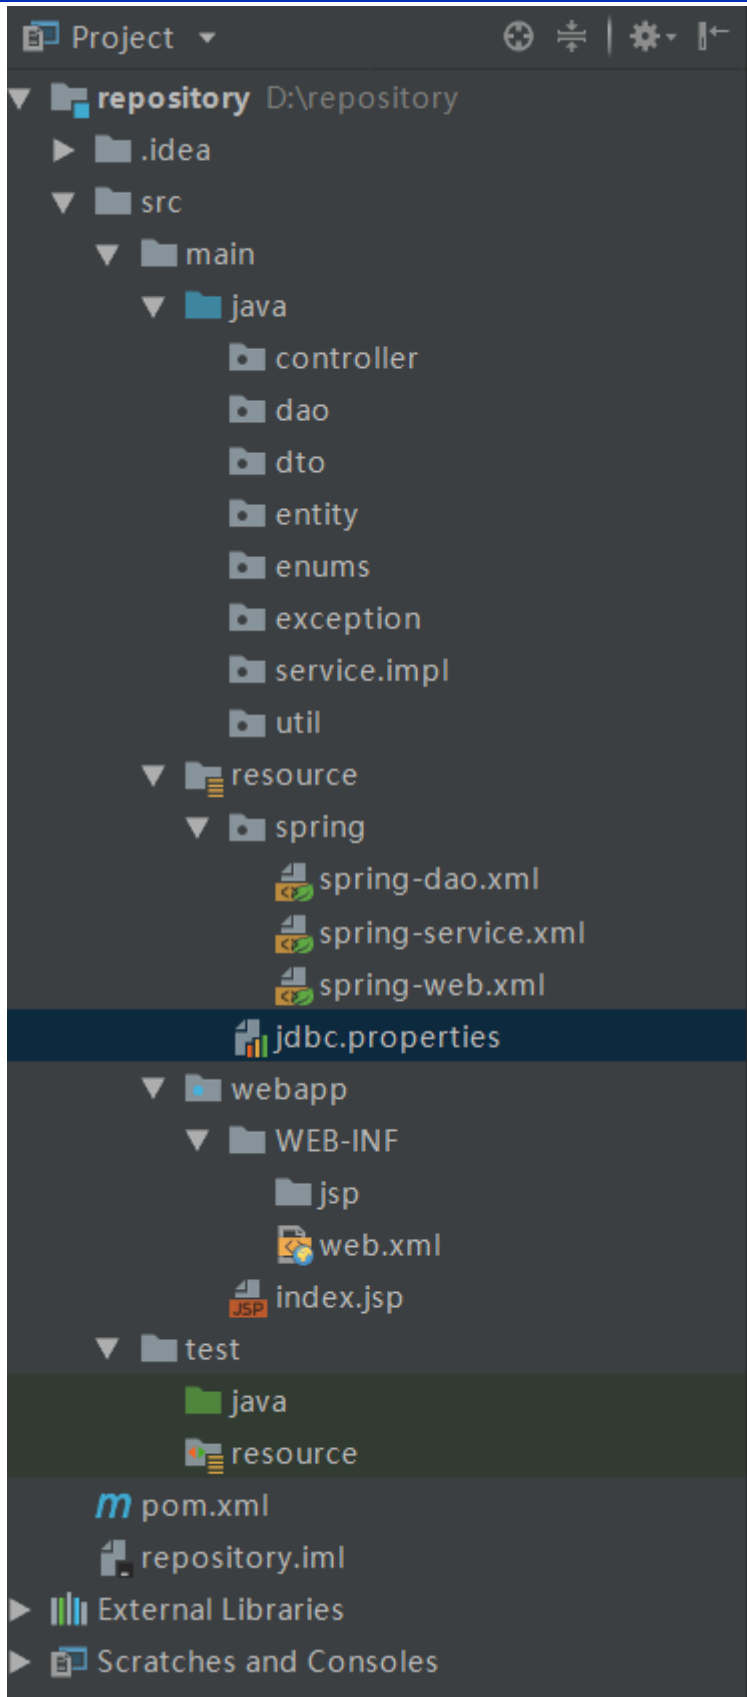 Project
repository D:\repository
.idea
src
main
java
controller
dao
dto
entity
enums
exception
service.impl
util
resource
spring
spring-dao.xml
spring-service.xml
spring-web.xml
jdbc.properties
webapp
WEB-INF
jsp
web.xml
JSP index.jsp
test
java
resource
m pom.xml
repository.iml
External Libraries
Scratches and Consoles